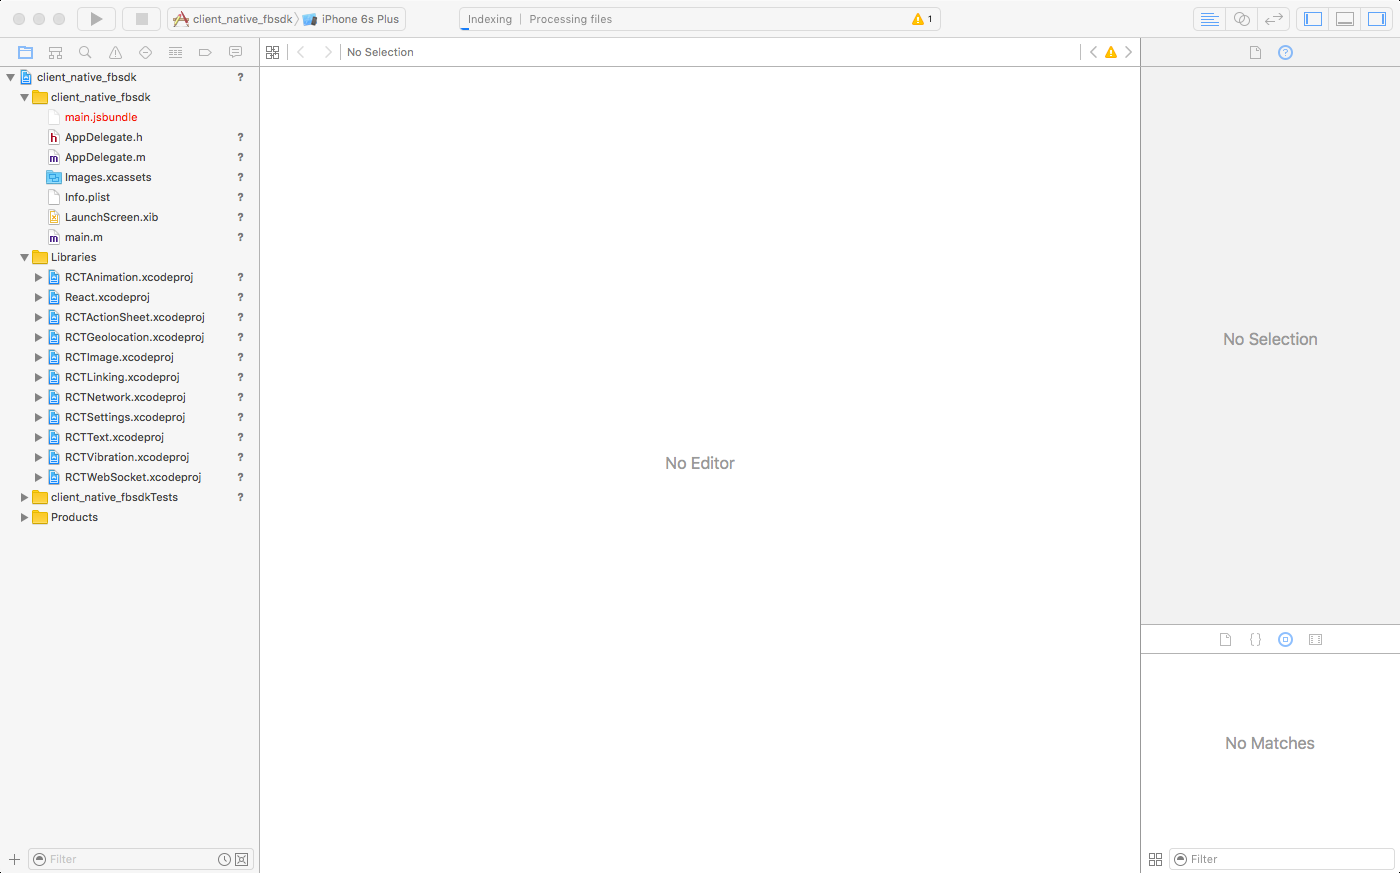 client_native_fbsdk iPhone 6s Plus Indexing | Processing files 1
No Selection
client_native_fbsdk ?
client_native_fbsdk
main.jsbundle
h AppDelegate.h ?
m AppDelegate.m ?
Images.xcassets ?
Info.plist ?
LaunchScreen.xib ?
m main.m ?
Libraries
RCTAnimation.xcodeproj ?
React.xcodeproj ?
RCTActionSheet.xcodeproj ?
RCTGeolocation.xcodeproj ?
RCTImage.xcodeproj ?
RCTLinking.xcodeproj ?
RCTNetwork.xcodeproj ?
RCTSettings.xcodeproj ?
RCTText.xcodeproj ?
RCTVibration.xcodeproj ?
RCTWebSocket.xcodeproj ?
client_native_fbsdkTests ?
Products
Filter
No Editor
No Selection
No Matches
Filter